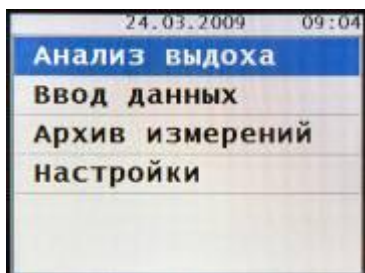 24.03.2009 09:04
Анализ выдоха
Ввод данных
Архив измерений
Настройки